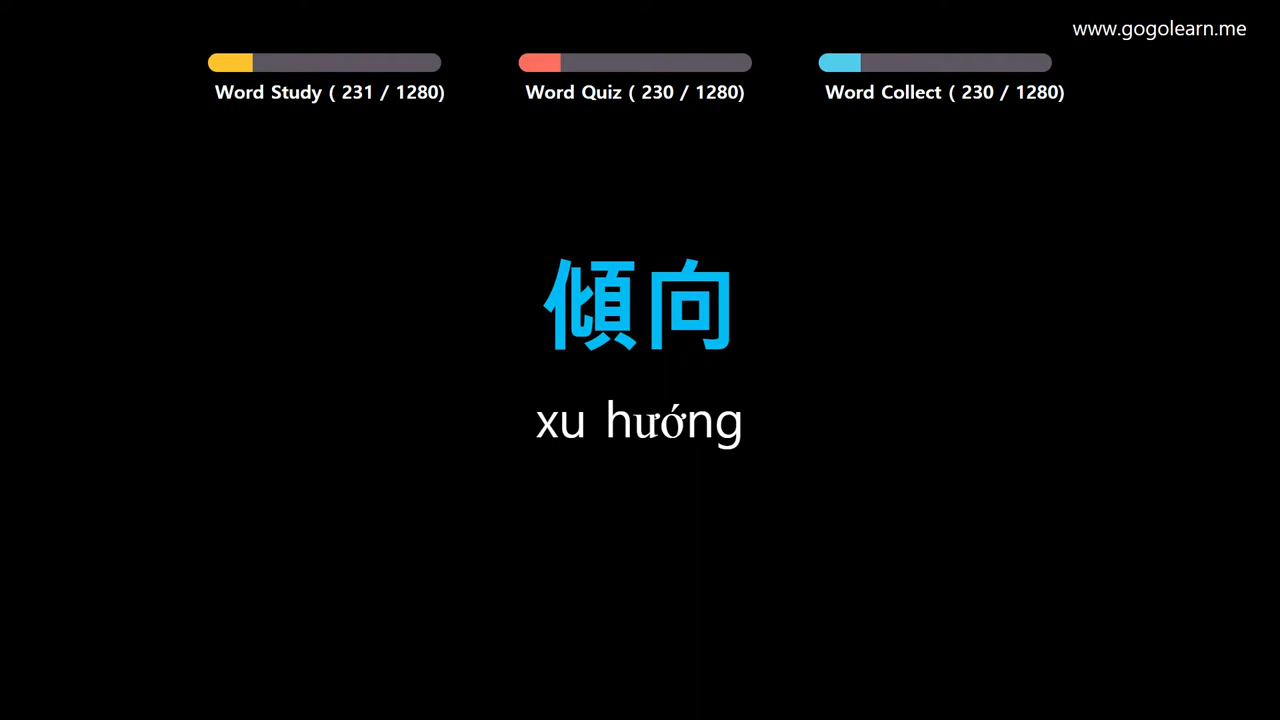 www.gogolearn.me
Word Study ( 231 / 1280)
Word Quiz ( 230 / 1280)
Word Collect ( 230 / 1280)
傾向
xu hướng